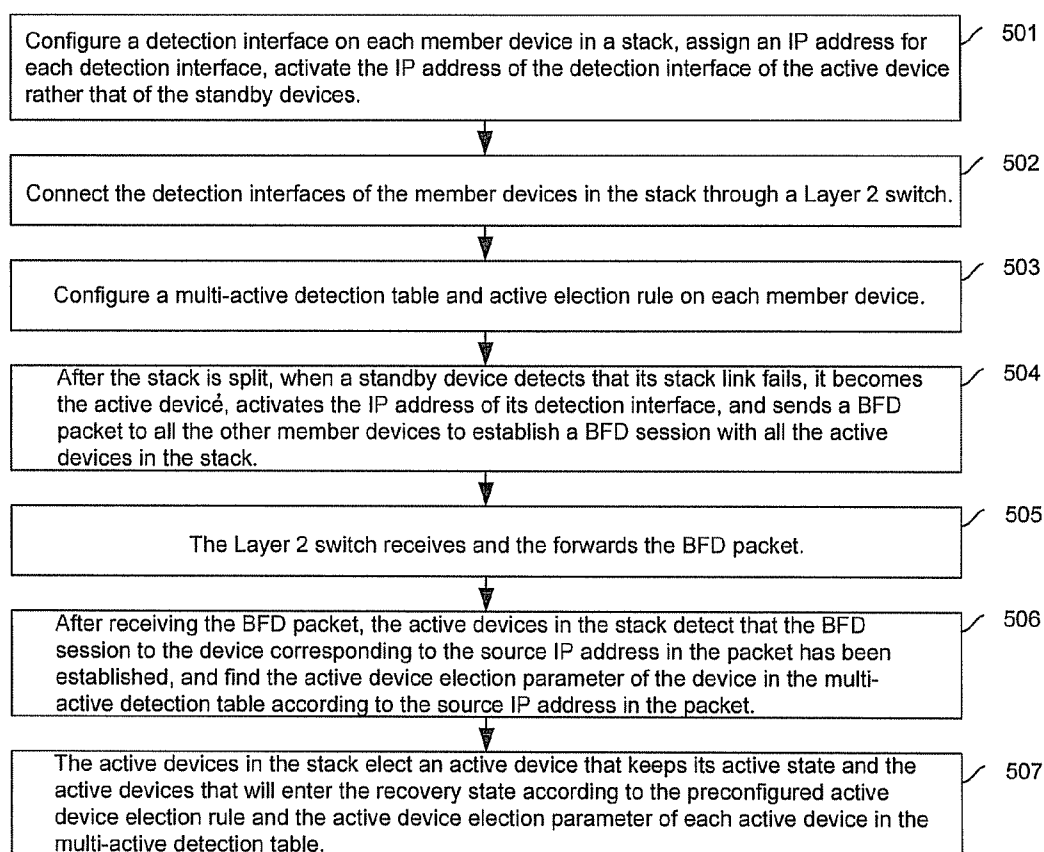 Configure a detection interface on each member device in a stack, assign an IP address for
each detection interface, activate the IP address of the detection interface of the active device
rather that of the standby devices.
501
Connect the detection interfaces of the member devices in the stack through a Layer 2 switch.
502
Configure a multi-active detection table and active election rule on each member device.
503
After the stack is split, when a standby device detects that its stack link fails, it becomes
the active device, activates the IP address of its detection interface, and sends a BFD
packet to all the other member devices to establish a BFD session with all the active
devices in the stack.
504
The Layer 2 switch receives and the forwards the BFD packet.
505
After receiving the BFD packet, the active devices in the stack detect that the BFD
session to the device corresponding to the source IP address in the packet has been
established, and find the active device election parameter of the device in the multi-
active detection table according to the source IP address in the packet.
506
The active devices in the stack elect an active device that keeps its active state and the
active devices that will enter the recovery state according to the preconfigured active
device election rule and the active device election parameter of each active device in the
multi-active detection table.
507